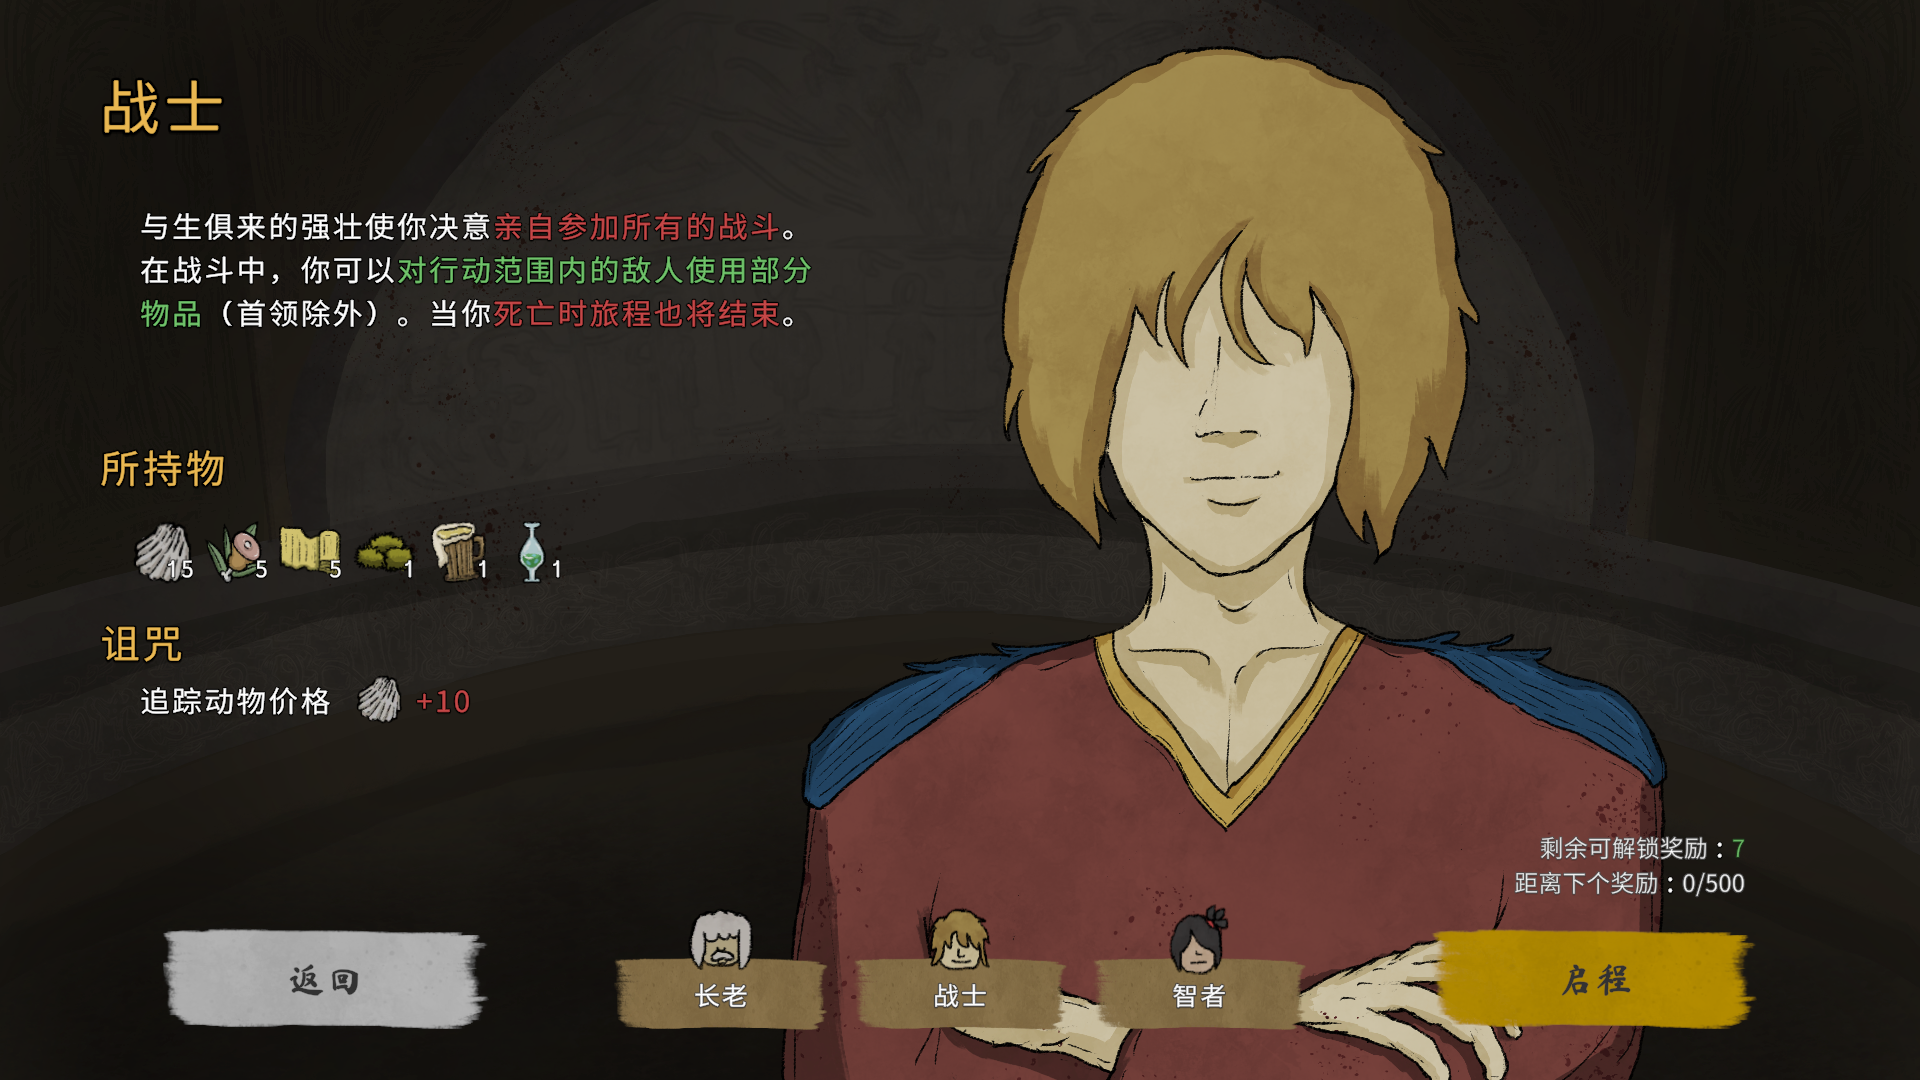 战士
与生俱来的强壮使你决意亲自参加所有的战斗。
在战斗中，你可以对行动范围内的敌人使用部分
物品（首领除外）。当你死亡时旅程也将结束。
所持物
15 5 5 1 1 1
诅咒
追踪动物价格 +10
剩余可解锁奖励：7
距离下个奖励：0/500
返回
长老
战士
智者
启程